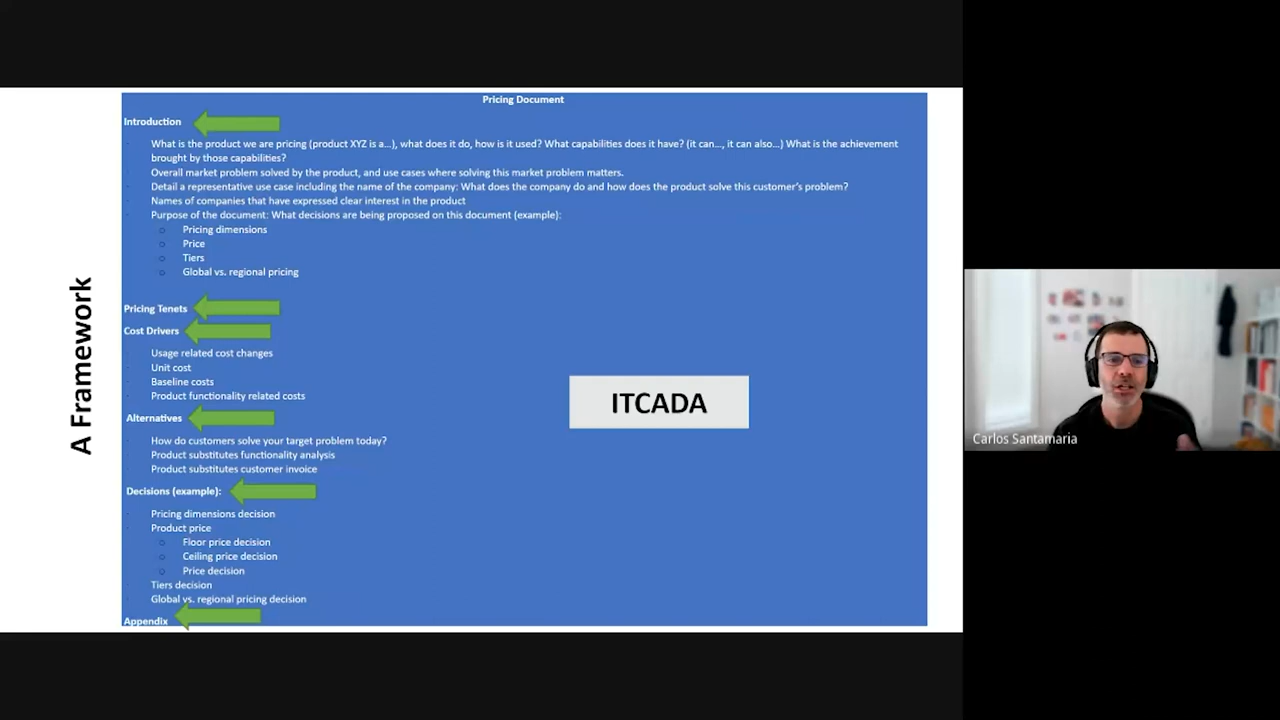 A Framework
Pricing Document
Introduction
What is the product we are pricing (product XYZ is a...), what does it do, how is it used? What capabilities does it have? (it can..., it can also...) What is the achievement
brought by those capabilities?
Overall market problem solved by the product, and use cases where solving this market problem matters.
Detail a representative use case including the name of the company: What does the company do and how does the product solve this customer's problem?
Names of companies that have expressed clear interest in the product
Purpose of the document: What decisions are being proposed on this document (example):
Pricing dimensions
Price
Tiers
Global vs. regional pricing
Pricing Tenets
Cost Drivers
Usage related cost changes
Unit cost
Baseline costs
Product functionality related costs
Alternatives
How do customers solve your target problem today?
Product substitutes functionality analysis
Product substitutes customer invoice
Decisions (example):
Pricing dimensions decision
Product price
Floor price decision
Ceiling price decision
Price decision
Tiers decision
Global vs. regional pricing decision
Appendix
ITCADA
Carlos Santamaria